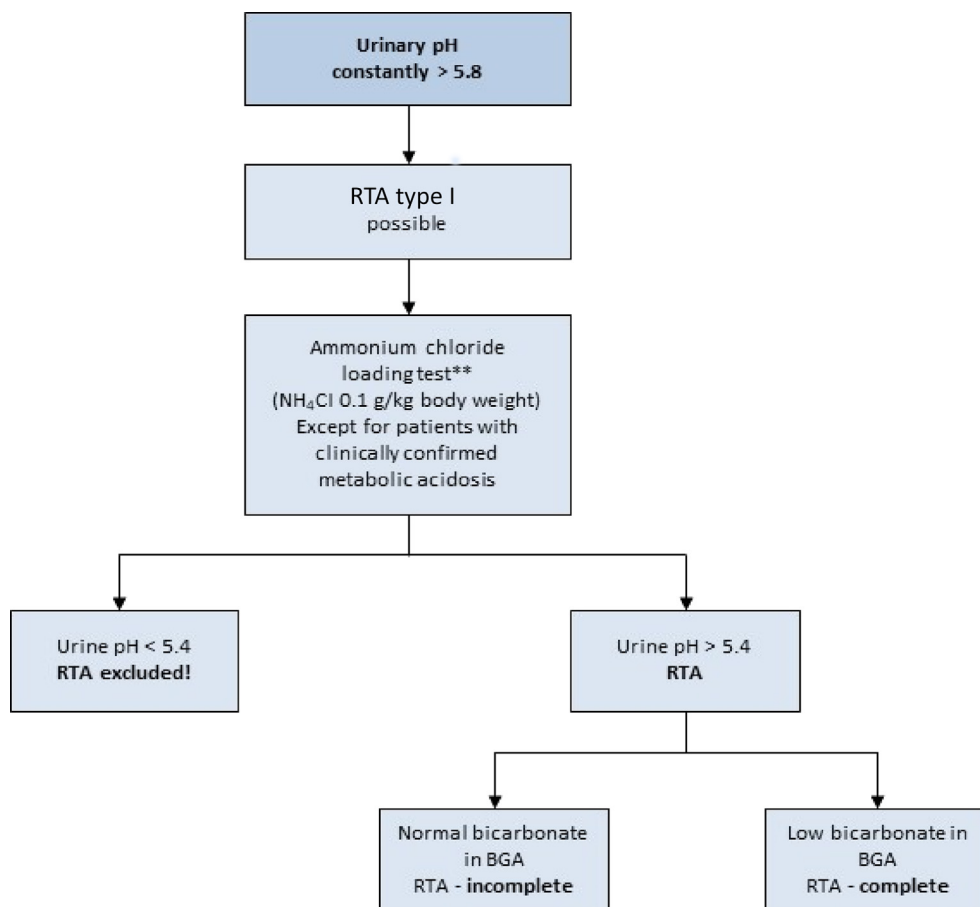 Urinary pH
constantly > 5.8
RTA type I
possible
Ammonium chloride
loading test**
(NH₄Cl 0.1 g/kg body weight)
Except for patients with
clinically confirmed
metabolic acidosis
Urine pH < 5.4
RTA excluded!
Urine pH > 5.4
RTA
Normal bicarbonate
in BGA
RTA - incomplete
Low bicarbonate in
BGA
RTA - complete